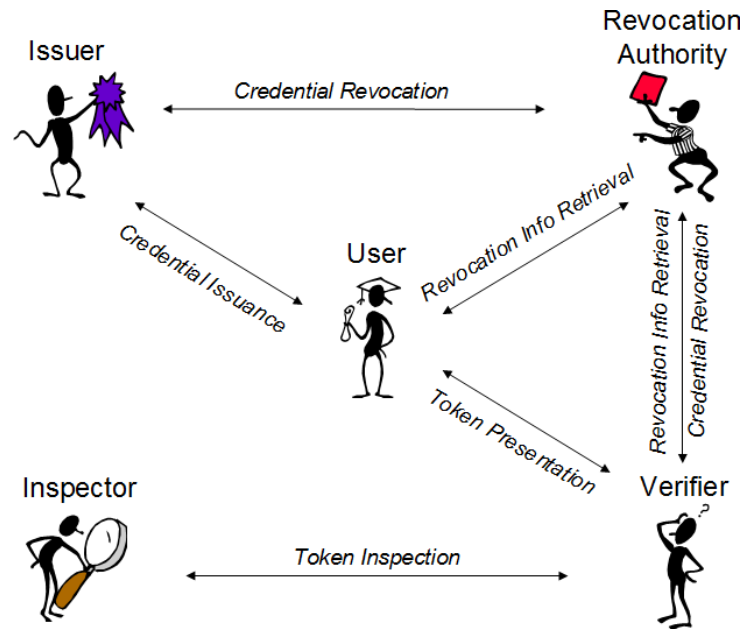 Issuer
Revocation
Authority
Credential Revocation
Credential Issuance
User
Revocation Info Retrieval
Revocation Info Retrieval
Credential Revocation
Token Presentation
Inspector
Verifier
?
Token Inspection